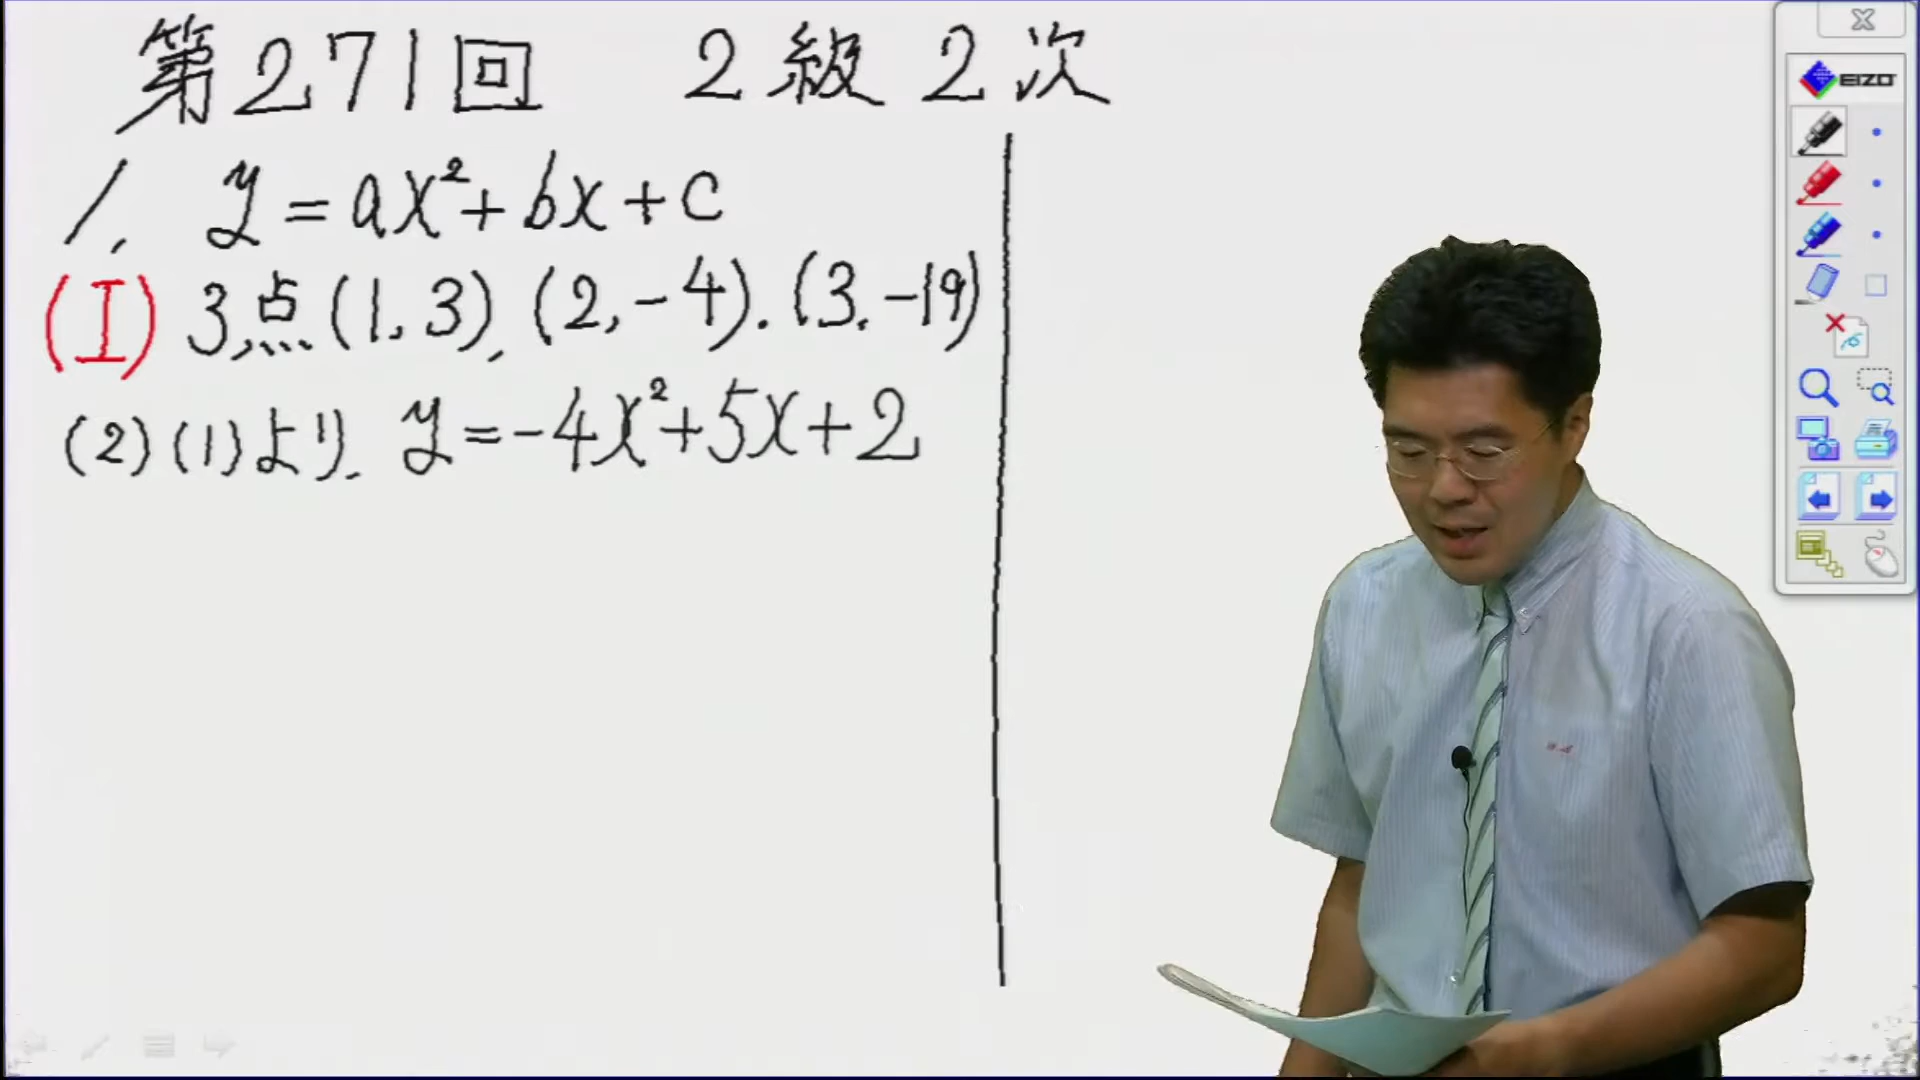 第271回 2級2次
1. y=ax²+bx+c
(I) 3点(1,3),(2,-4).(3.-19)
(2)(1)より. y=-4x²+5x+2
EIZO